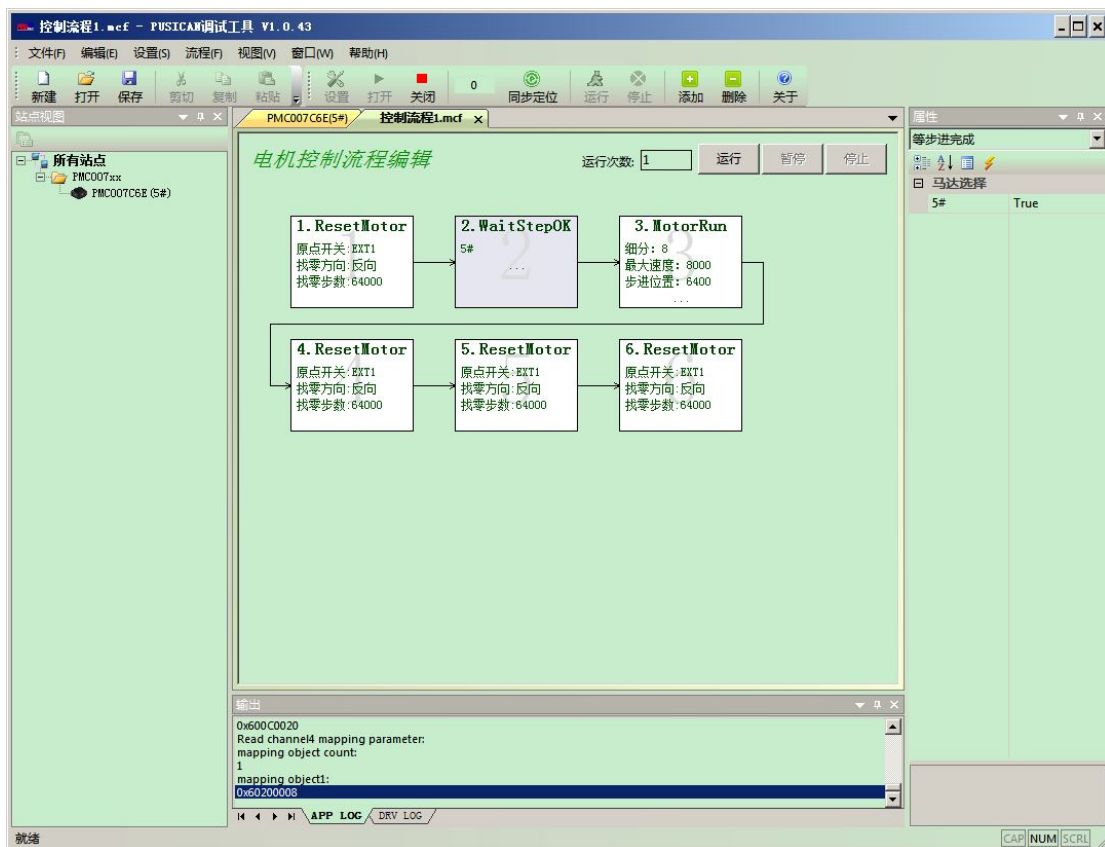 控制流程1.mcf - PUSICAN调试工具 V1.0.43
文件(F) 编辑(E) 设置(S) 流程(F) 视图(V) 窗口(W) 帮助(H)
新建 打开 保存 剪切 复制 粘贴 设置 打开 关闭 0 同步定位 运行 停止 添加 删除 关于
站点视图
PMC007C6E(5#) 控制流程1.mcf x
属性
所有站点
PMC007xx
PMC007C6E (5#)
电机控制流程编辑
运行次数: 1 运行 暂停 停止
等步进完成
马达选择
5# True
1.ResetMotor
原点开关:EXT1
找零方向:反向
找零步数:64000
1
2.WaitStepOK
5#
...
2
3.MotorRun
细分: 8
最大速度: 8000
步进位置: 6400
...
3
4.ResetMotor
原点开关:EXT1
找零方向:反向
找零步数:64000
4
5.ResetMotor
原点开关:EXT1
找零方向:反向
找零步数:64000
5
6.ResetMotor
原点开关:EXT1
找零方向:反向
找零步数:64000
6
输出
0x600C0020
Read channel4 mapping parameter:
mapping object count:
1
mapping object1:
0x60200008
APP LOG DRV LOG
就绪
CAP NUM SCRL